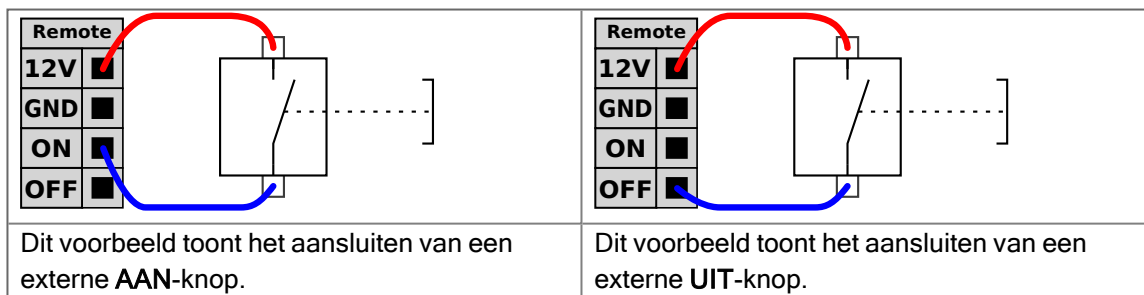 Remote
12V
GND
ON
OFF
Remote
12V
GND
ON
OFF
Dit voorbeeld toont het aansluiten van een
externe AAN-knop.
Dit voorbeeld toont het aansluiten van een
externe UIT-knop.